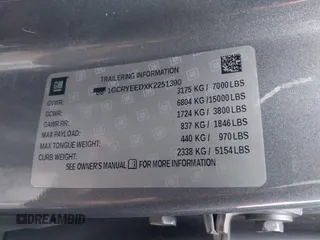 GM
TRAILERING INFORMATION
1GCRYEEDXKZ251390
GVWR: 3175 KG / 7000 LBS
GCWR: 6804 KG/15000 LBS
GAWR RR: 1724 KG / 3800 LBS
MAX PAYLOAD: 837 KG / 1846 LBS
MAX TONGUE WEIGHT: 440 KG / 970 LBS
CURB WEIGHT: 2338 KG / 5154 LBS
SEE OWNER'S MANUAL FOR MORE INFORMATION
DREAMBID